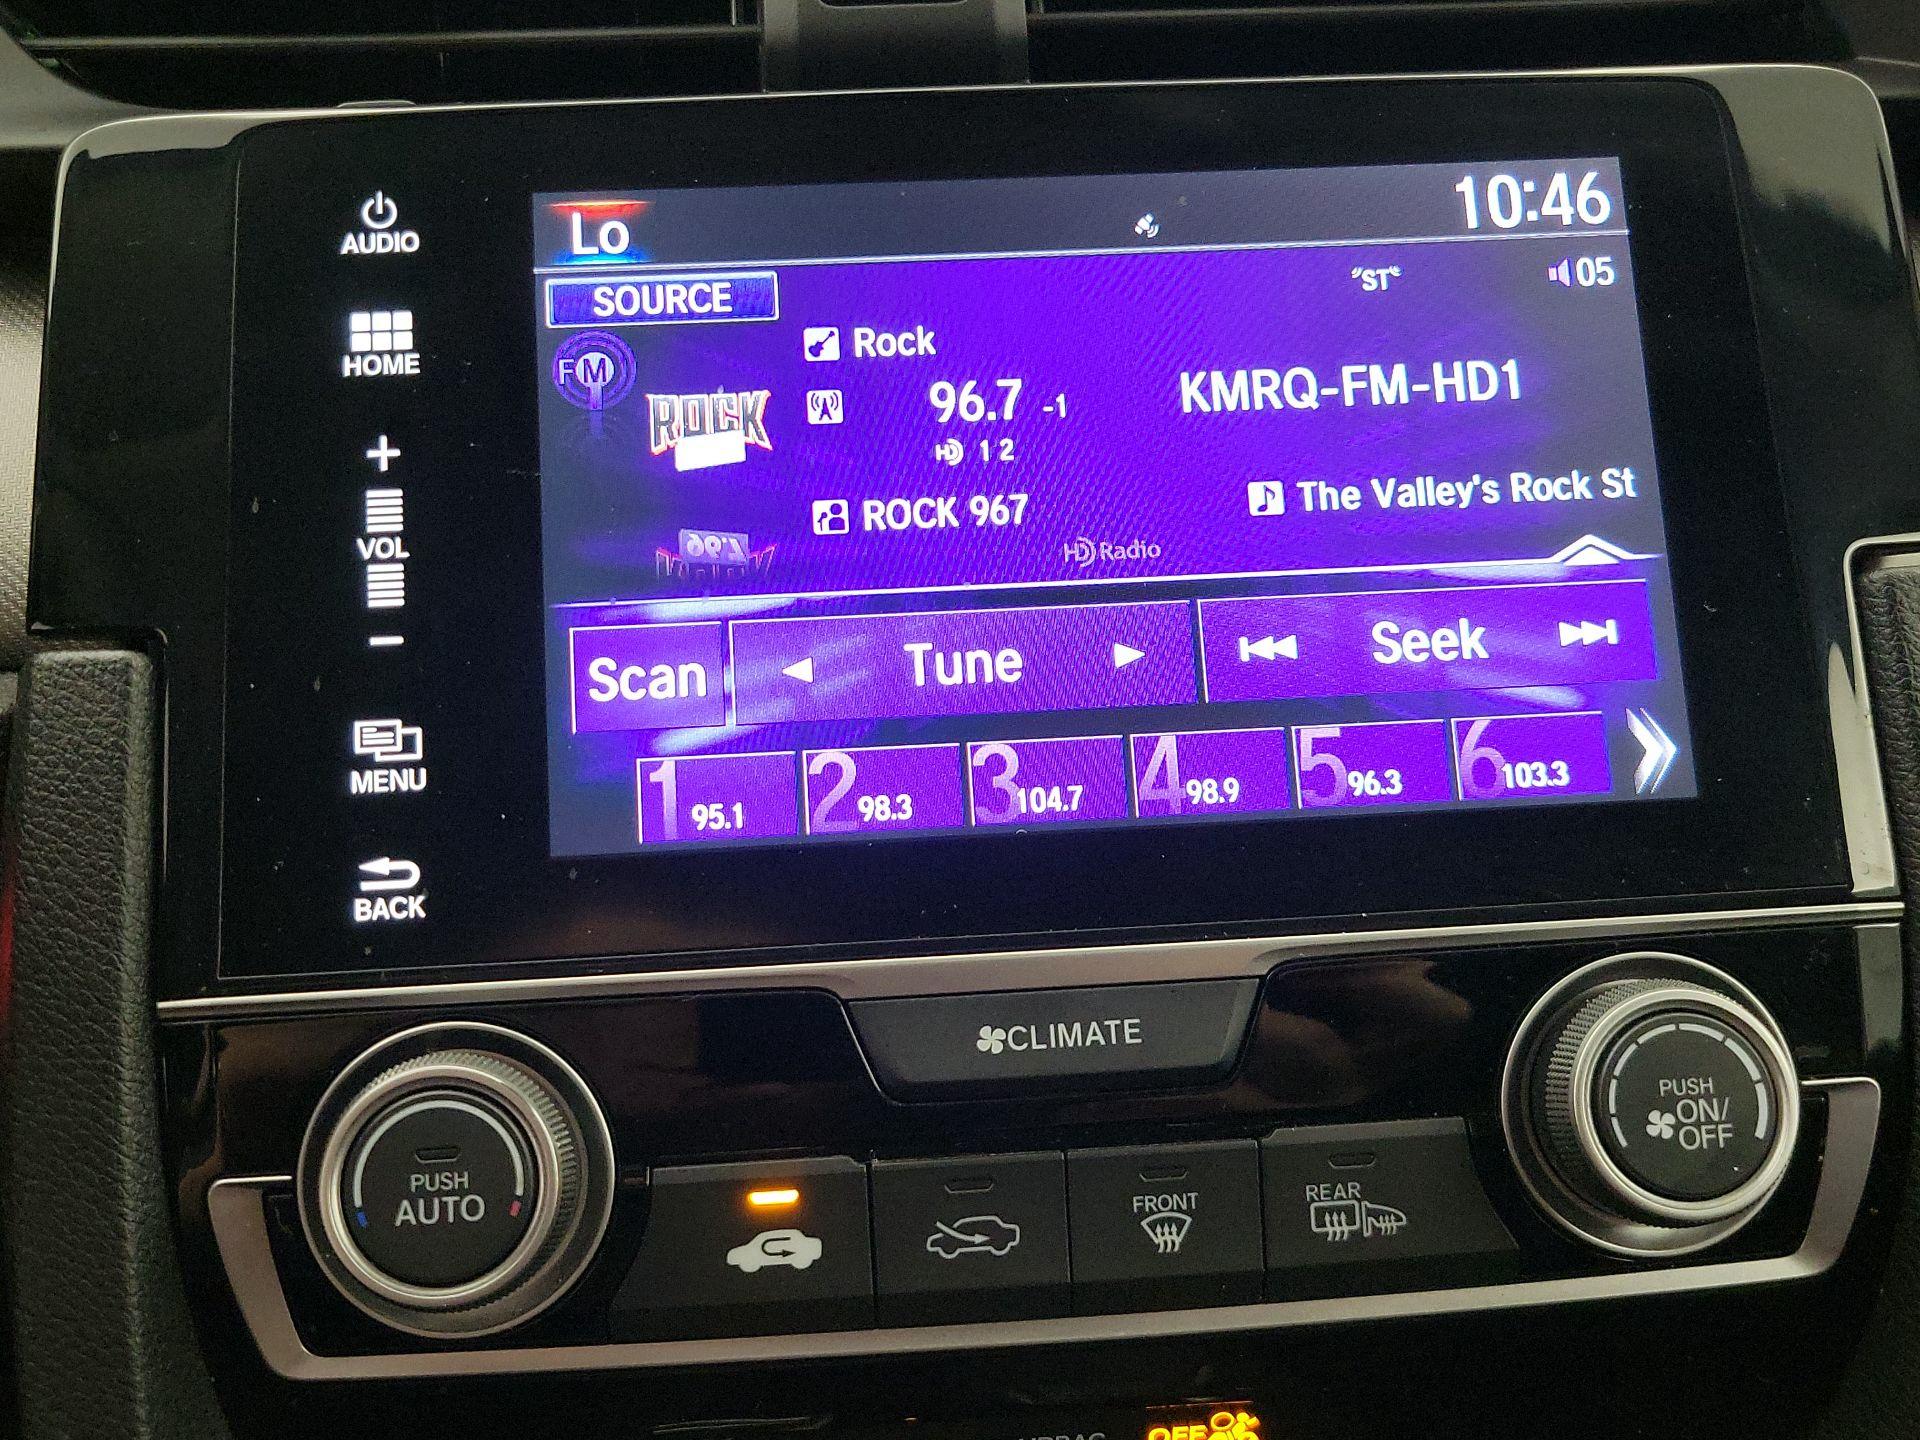 AUDIO
HOME
+
VOL
-
MENU
BACK
Lo
10:46
SOURCE
"ST"
05
FM
ROCK
Rock
96.7 -1
HD 1 2
KMRQ-FM-HD1
ROCK 967
The Valley's Rock St
HD Radio
Scan
Tune
Seek
1 95.1
2 98.3
3 104.7
4 98.9
5 96.3
6 103.3
CLIMATE
PUSH
AUTO
FRONT
REAR
PUSH
ON/
OFF
OFF